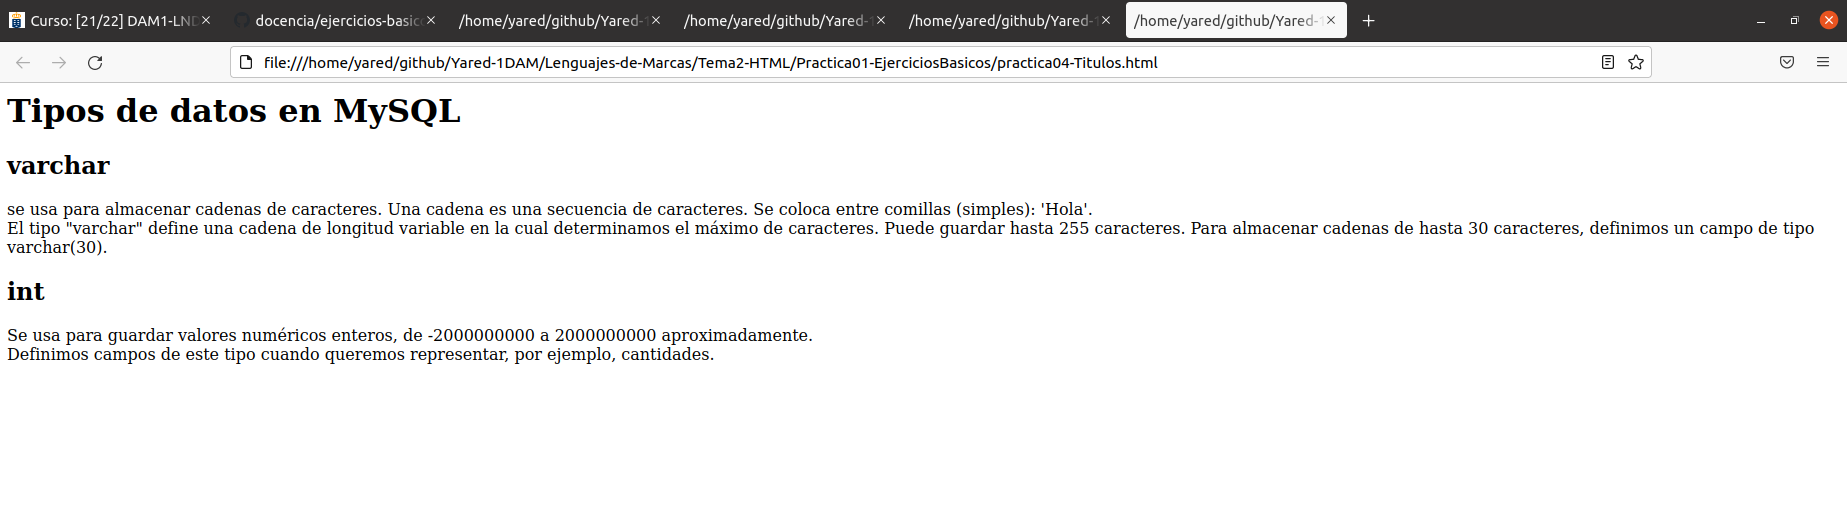 Curso: [21/22] DAM1-LND
docencia/ejercicios-basico
/home/yared/github/Yared-1
/home/yared/github/Yared-1
/home/yared/github/Yared-1
/home/yared/github/Yared-1
file:///home/yared/github/Yared-1DAM/Lenguajes-de-Marcas/Tema2-HTML/Practica01-EjerciciosBasicos/practica04-Titulos.html
Tipos de datos en MySQL
varchar
se usa para almacenar cadenas de caracteres. Una cadena es una secuencia de caracteres. Se coloca entre comillas (simples): 'Hola'.
El tipo "varchar" define una cadena de longitud variable en la cual determinamos el máximo de caracteres. Puede guardar hasta 255 caracteres. Para almacenar cadenas de hasta 30 caracteres, definimos un campo de tipo
varchar(30).
int
Se usa para guardar valores numéricos enteros, de -2000000000 a 2000000000 aproximadamente.
Definimos campos de este tipo cuando queremos representar, por ejemplo, cantidades.